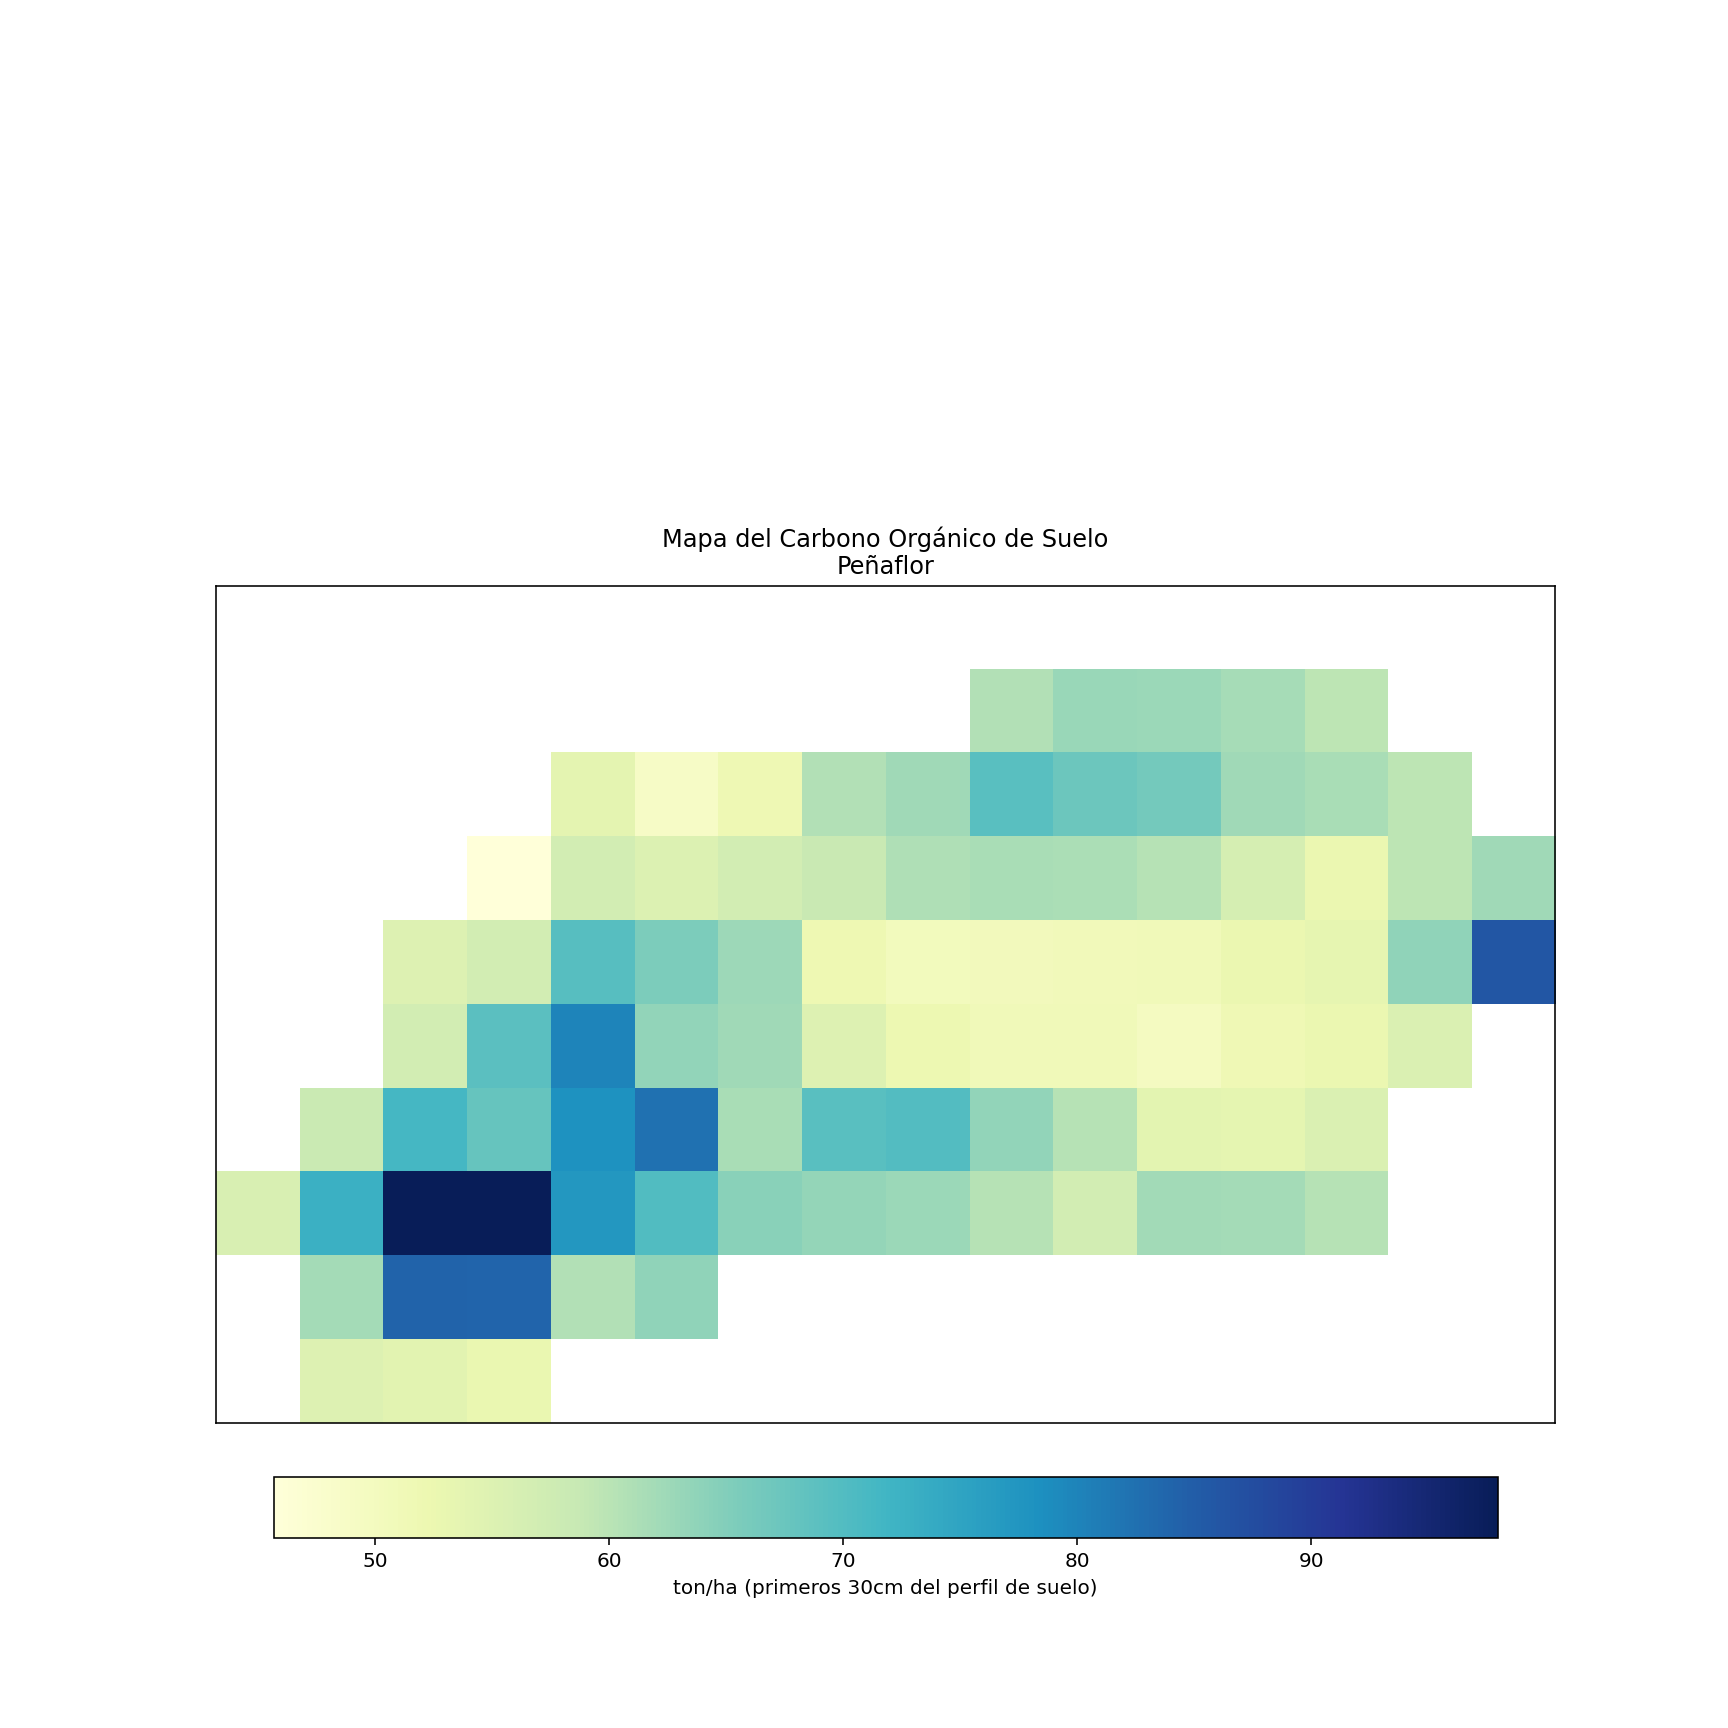 Mapa del Carbono Orgánico de Suelo
Peñaflor
50 60 70 80 90
ton/ha (primeros 30cm del perfil de suelo)